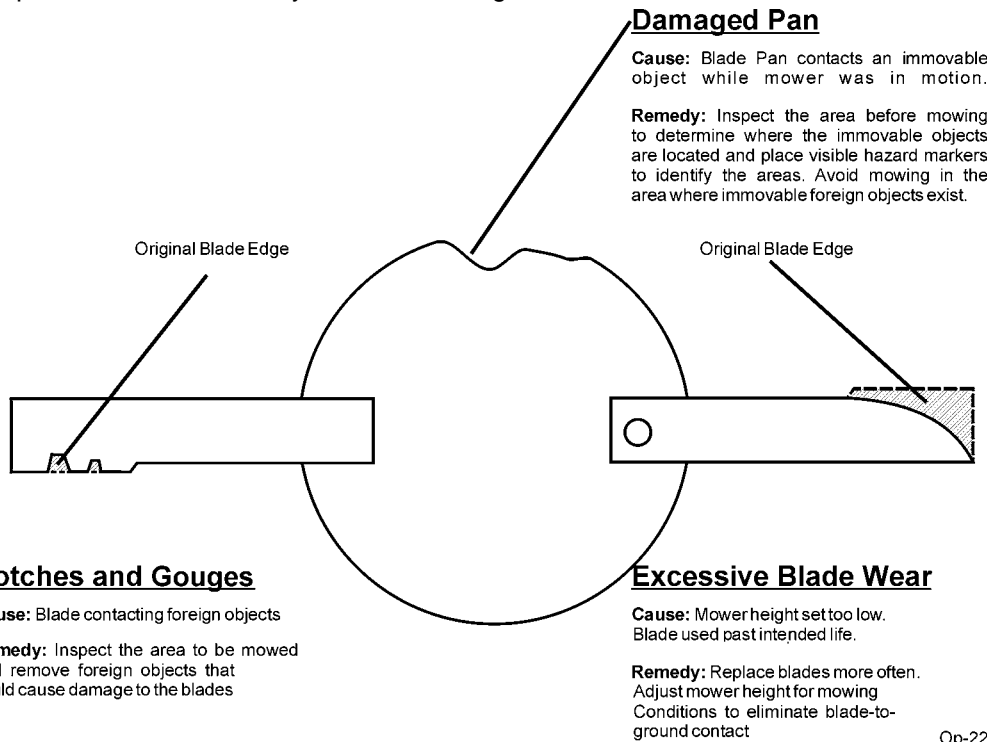 Damaged Pan
Cause: Blade Pan contacts an immovable
object while mower was in motion.
Remedy: Inspect the area before mowing
to determine where the immovable objects
are located and place visible hazard markers
to identify the areas. Avoid mowing in the
area where immovable foreign objects exist.
Original Blade Edge
Original Blade Edge
otches and Gouges
use: Blade contacting foreign objects
medy: Inspect the area to be mowed
remove foreign objects that
ld cause damage to the blades
Excessive Blade Wear
Cause: Mower height set too low.
Blade used past intended life.
Remedy: Replace blades more often.
Adjust mower height for mowing
Conditions to eliminate blade-to-
ground contact
Op-22